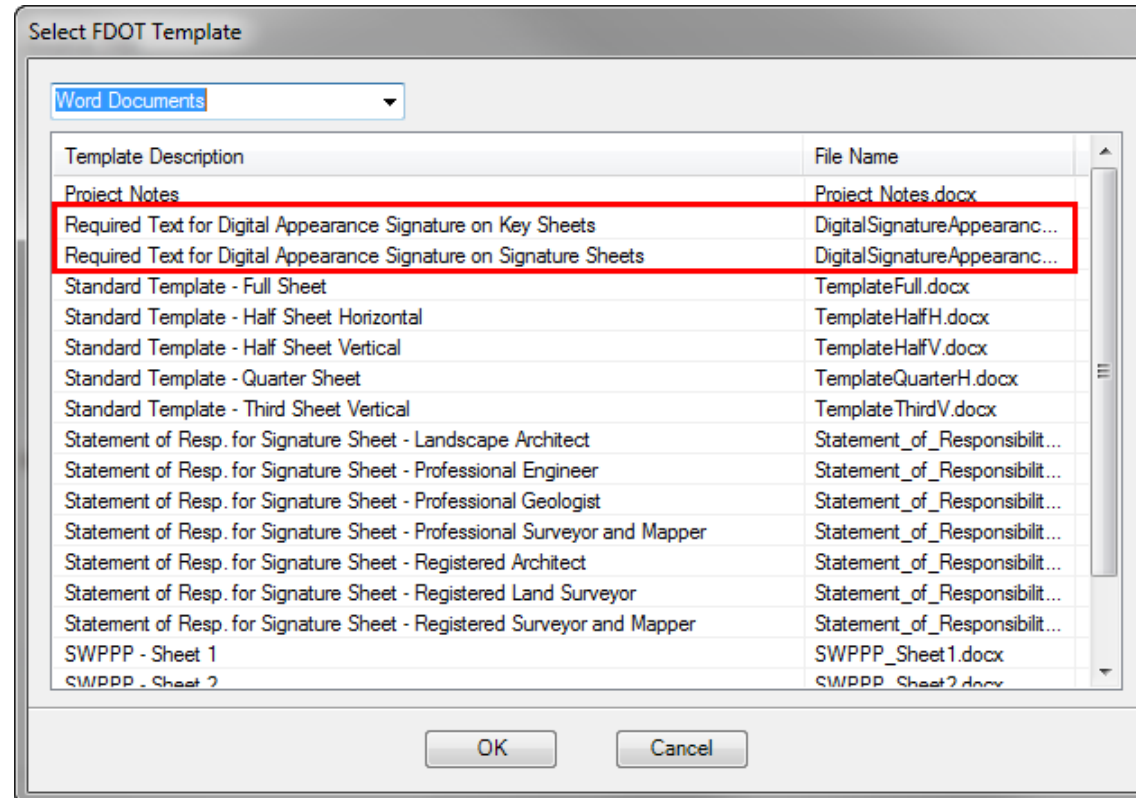 Select FDOT Template
Word Documents
Template Description File Name
Project Notes Project Notes.docx
Required Text for Digital Appearance Signature on Key Sheets DigitalSignatureAppearanc...
Required Text for Digital Appearance Signature on Signature Sheets DigitalSignatureAppearanc...
Standard Template - Full Sheet TemplateFull.docx
Standard Template - Half Sheet Horizontal TemplateHalfH.docx
Standard Template - Half Sheet Vertical TemplateHalfV.docx
Standard Template - Quarter Sheet TemplateQuarterH.docx
Standard Template - Third Sheet Vertical TemplateThirdV.docx
Statement of Resp. for Signature Sheet - Landscape Architect Statement_of_Responsibilit...
Statement of Resp. for Signature Sheet - Professional Engineer Statement_of_Responsibilit...
Statement of Resp. for Signature Sheet - Professional Geologist Statement_of_Responsibilit...
Statement of Resp. for Signature Sheet - Professional Surveyor and Mapper Statement_of_Responsibilit...
Statement of Resp. for Signature Sheet - Registered Architect Statement_of_Responsibilit...
Statement of Resp. for Signature Sheet - Registered Land Surveyor Statement_of_Responsibilit...
Statement of Resp. for Signature Sheet - Registered Surveyor and Mapper Statement_of_Responsibilit...
SWPPP - Sheet 1 SWPPP_Sheet1.docx
SWPPP - Sheet 2 SWPPP_Sheet2.docx
OK Cancel